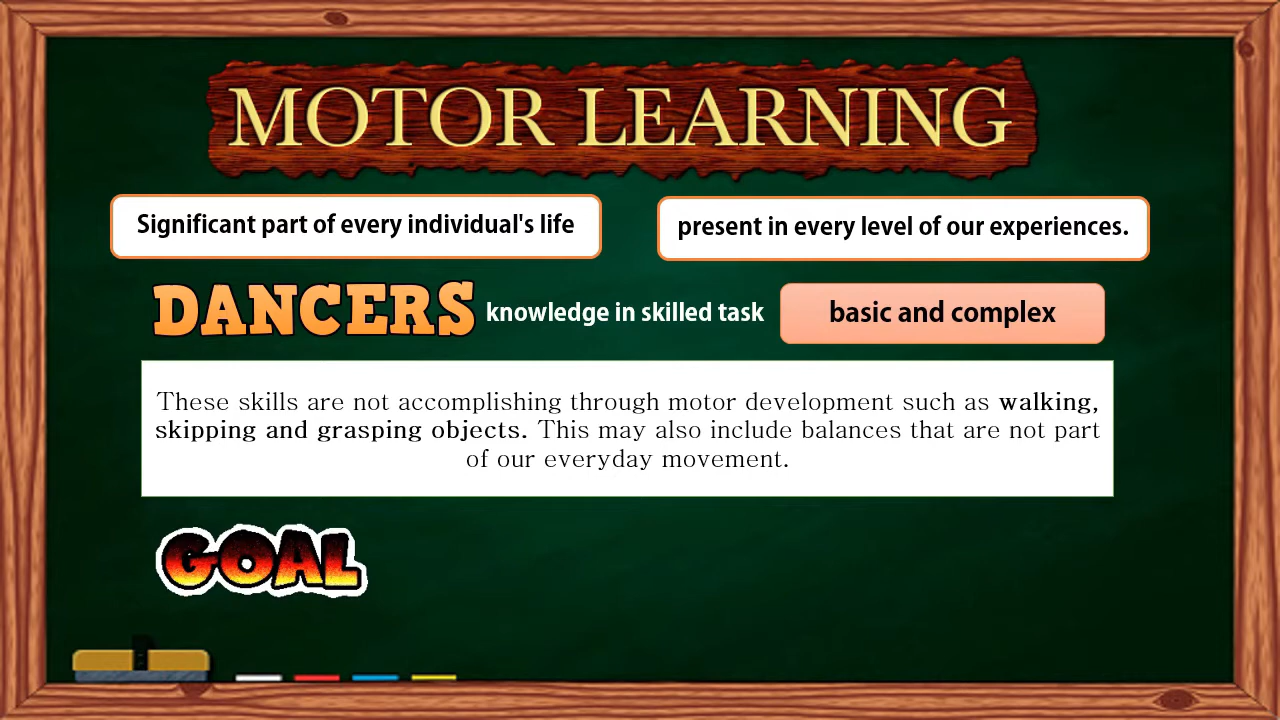 MOTOR LEARNING
Significant part of every individual's life
present in every level of our experiences.
DANCERS knowledge in skilled task basic and complex
These skills are not accomplishing through motor development such as walking,
skipping and grasping objects. This may also include balances that are not part
of our everyday movement.
GOAL